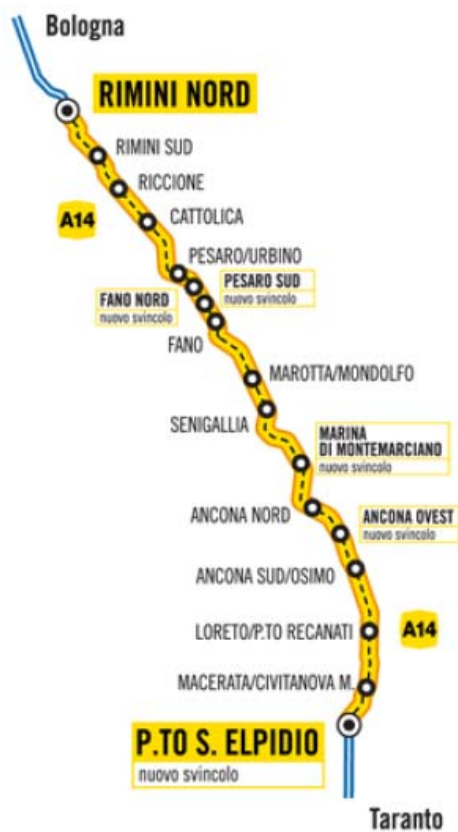 Bologna
RIMINI NORD
RIMINI SUD
RICCIONE
A14
CATTOLICA
PESARO/URBINO
PESARO SUD
nuovo svincolo
FANO NORD
nuovo svincolo
FANO
MAROTTA/MONDOLFO
SENIGALLIA
MARINA
DI MONTEMARCIANO
nuovo svincolo
ANCONA NORD
ANCONA OVEST
nuovo svincolo
ANCONA SUD/OSIMO
LORETO/P.TO RECANATI
A14
MACERATA/CIVITANOVA M.
P.TO S. ELPIDIO
nuovo svincolo
Taranto